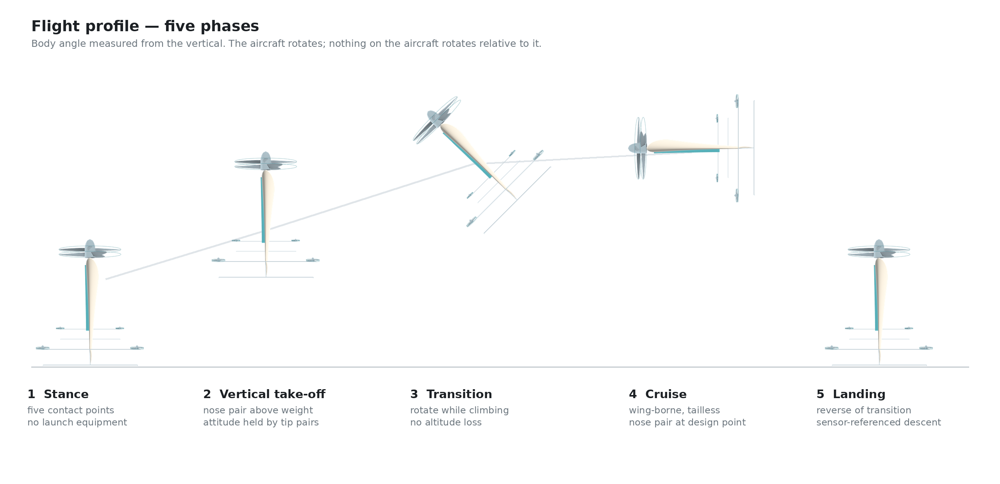 Flight profile — five phases
Body angle measured from the vertical. The aircraft rotates; nothing on the aircraft rotates relative to it.
1 Stance
five contact points
no launch equipment
2 Vertical take-off
nose pair above weight
attitude held by tip pairs
3 Transition
rotate while climbing
no altitude loss
4 Cruise
wing-borne, tailless
nose pair at design point
5 Landing
reverse of transition
sensor-referenced descent